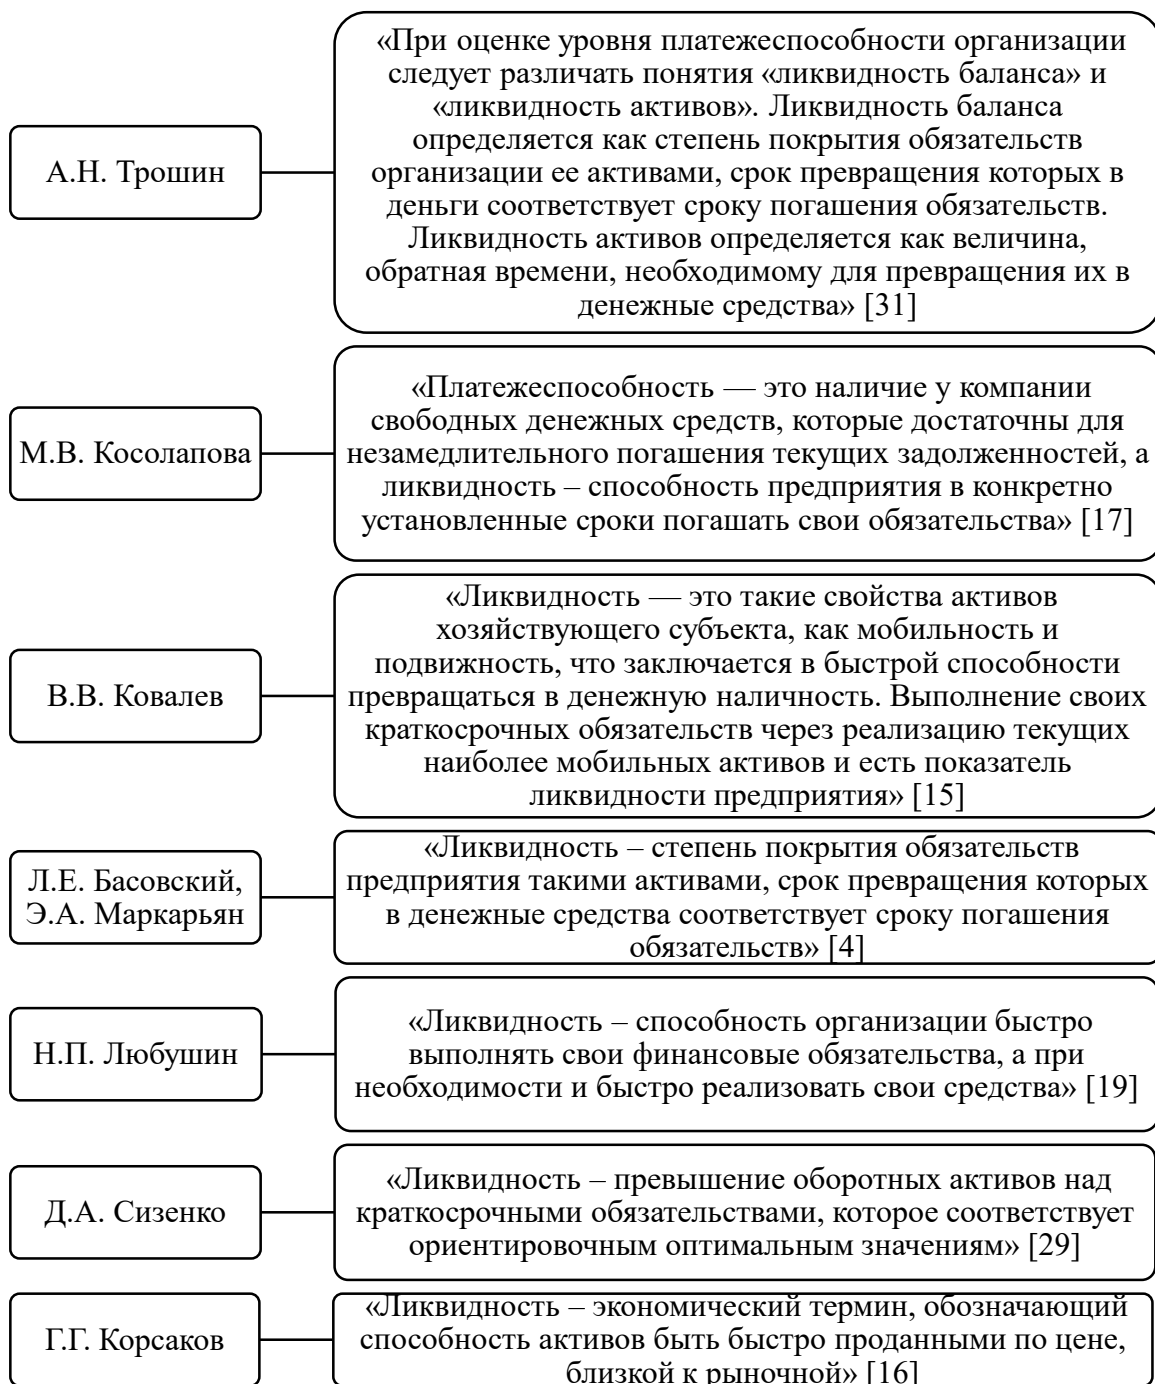 А.Н. Трошин
«При оценке уровня платежеспособности организации
следует различать понятия «ликвидность баланса» и
«ликвидность активов». Ликвидность баланса
определяется как степень покрытия обязательств
организации ее активами, срок превращения которых в
деньги соответствует сроку погашения обязательств.
Ликвидность активов определяется как величина,
обратная времени, необходимому для превращения их в
денежные средства» [31]
М.В. Косолапова
«Платежеспособность — это наличие у компании
свободных денежных средств, которые достаточны для
незамедлительного погашения текущих задолженностей, а
ликвидность – способность предприятия в конкретно
установленные сроки погашать свои обязательства» [17]
В.В. Ковалев
«Ликвидность — это такие свойства активов
хозяйствующего субъекта, как мобильность и
подвижность, что заключается в быстрой способности
превращаться в денежную наличность. Выполнение своих
краткосрочных обязательств через реализацию текущих
наиболее мобильных активов и есть показатель
ликвидности предприятия» [15]
Л.Е. Басовский,
Э.А. Маркарьян
«Ликвидность – степень покрытия обязательств
предприятия такими активами, срок превращения которых
в денежные средства соответствует сроку погашения
обязательств» [4]
Н.П. Любушин
«Ликвидность – способность организации быстро
выполнять свои финансовые обязательства, а при
необходимости и быстро реализовать свои средства» [19]
Д.А. Сизенко
«Ликвидность – превышение оборотных активов над
краткосрочными обязательствами, которое соответствует
ориентировочным оптимальным значениям» [29]
Г.Г. Корсаков
«Ликвидность – экономический термин, обозначающий
способность активов быть быстро проданными по цене,
близкой к рыночной» [16]